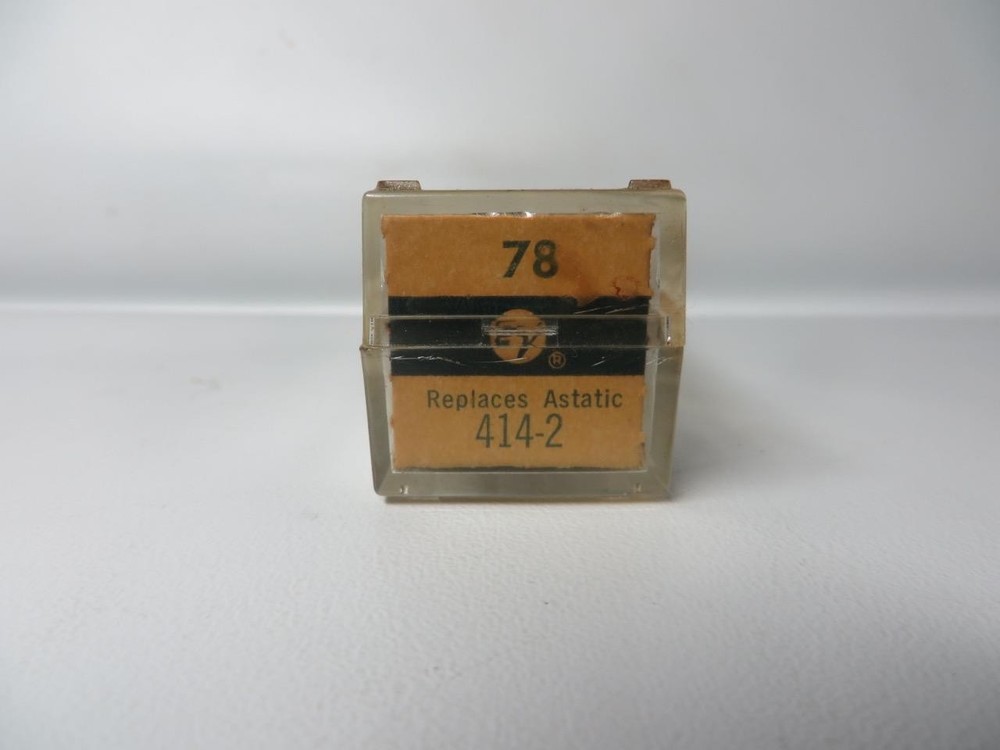 78
EV ®
Replaces Astatic
414-2